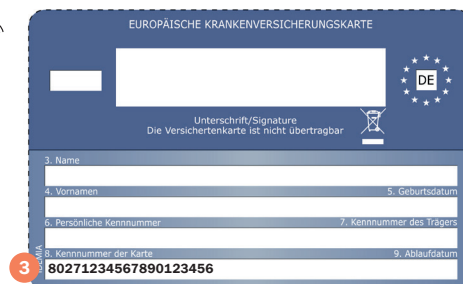 EUROPÄISCHE KRANKENVERSICHERUNGSKARTE
DE
Unterschrift/Signature
Die Versichertenkarte ist nicht übertragbar
3. Name
4. Vornamen 5. Geburtsdatum
6. Persönliche Kennnummer 7. Kennnummer des Trägers
8. Kennnummer der Karte 9. Ablaufdatum
3 80271234567890123456